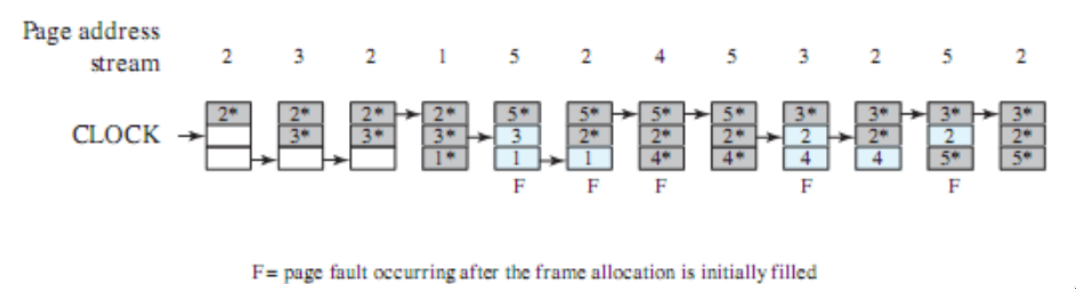 Page address
stream 2 3 2 1 5 2 4 5 3 2 5 2
CLOCK
2* 2* 2* 2* 5* 5* 5* 5* 3* 3* 3* 3*
3* 3* 3* 3 2* 2* 2* 2 2* 2 2*
1* 1 1 4* 4* 4 4 5* 5*
F F F F F
F= page fault occurring after the frame allocation is initially filled